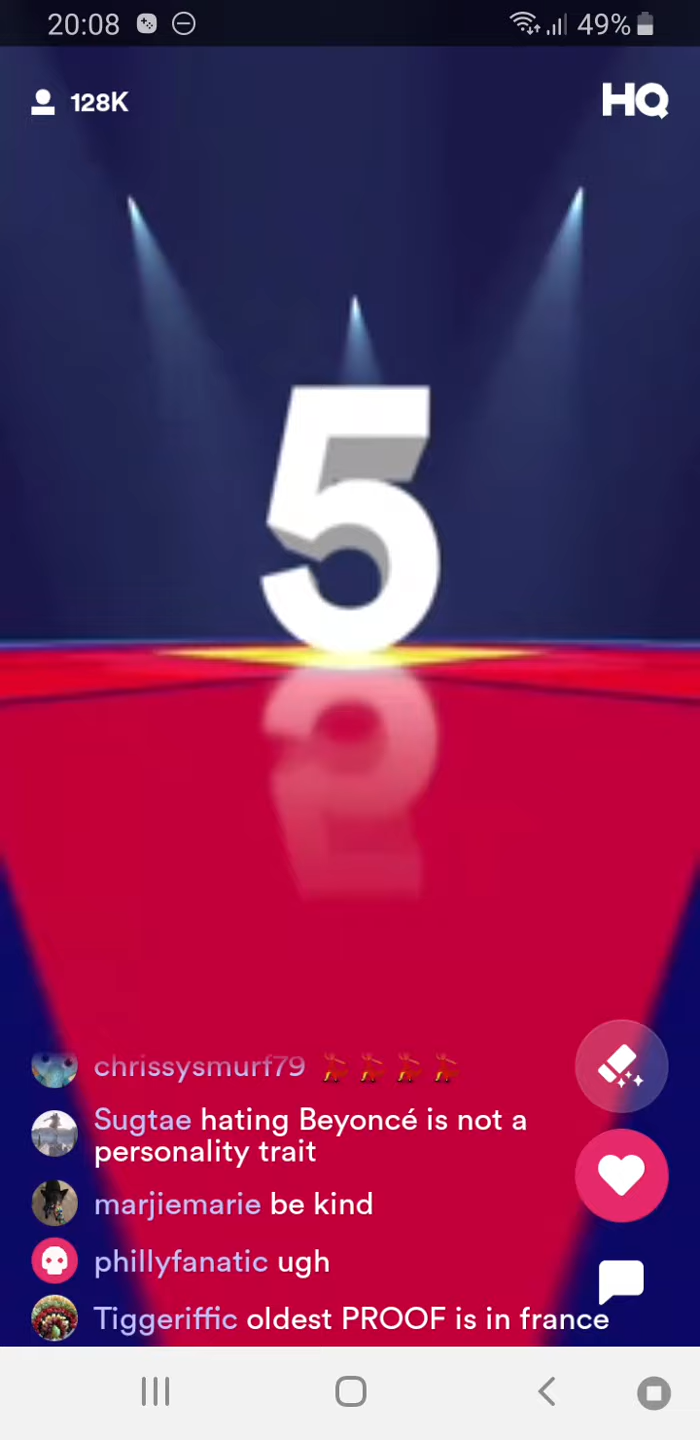 20:08
49%
128K
HQ
5
chrissysmurf79 💃💃💃💃
Sugtae hating Beyoncé is not a
personality trait
marjiemarie be kind
phillyfanatic ugh
Tiggeriffic oldest PROOF is in france